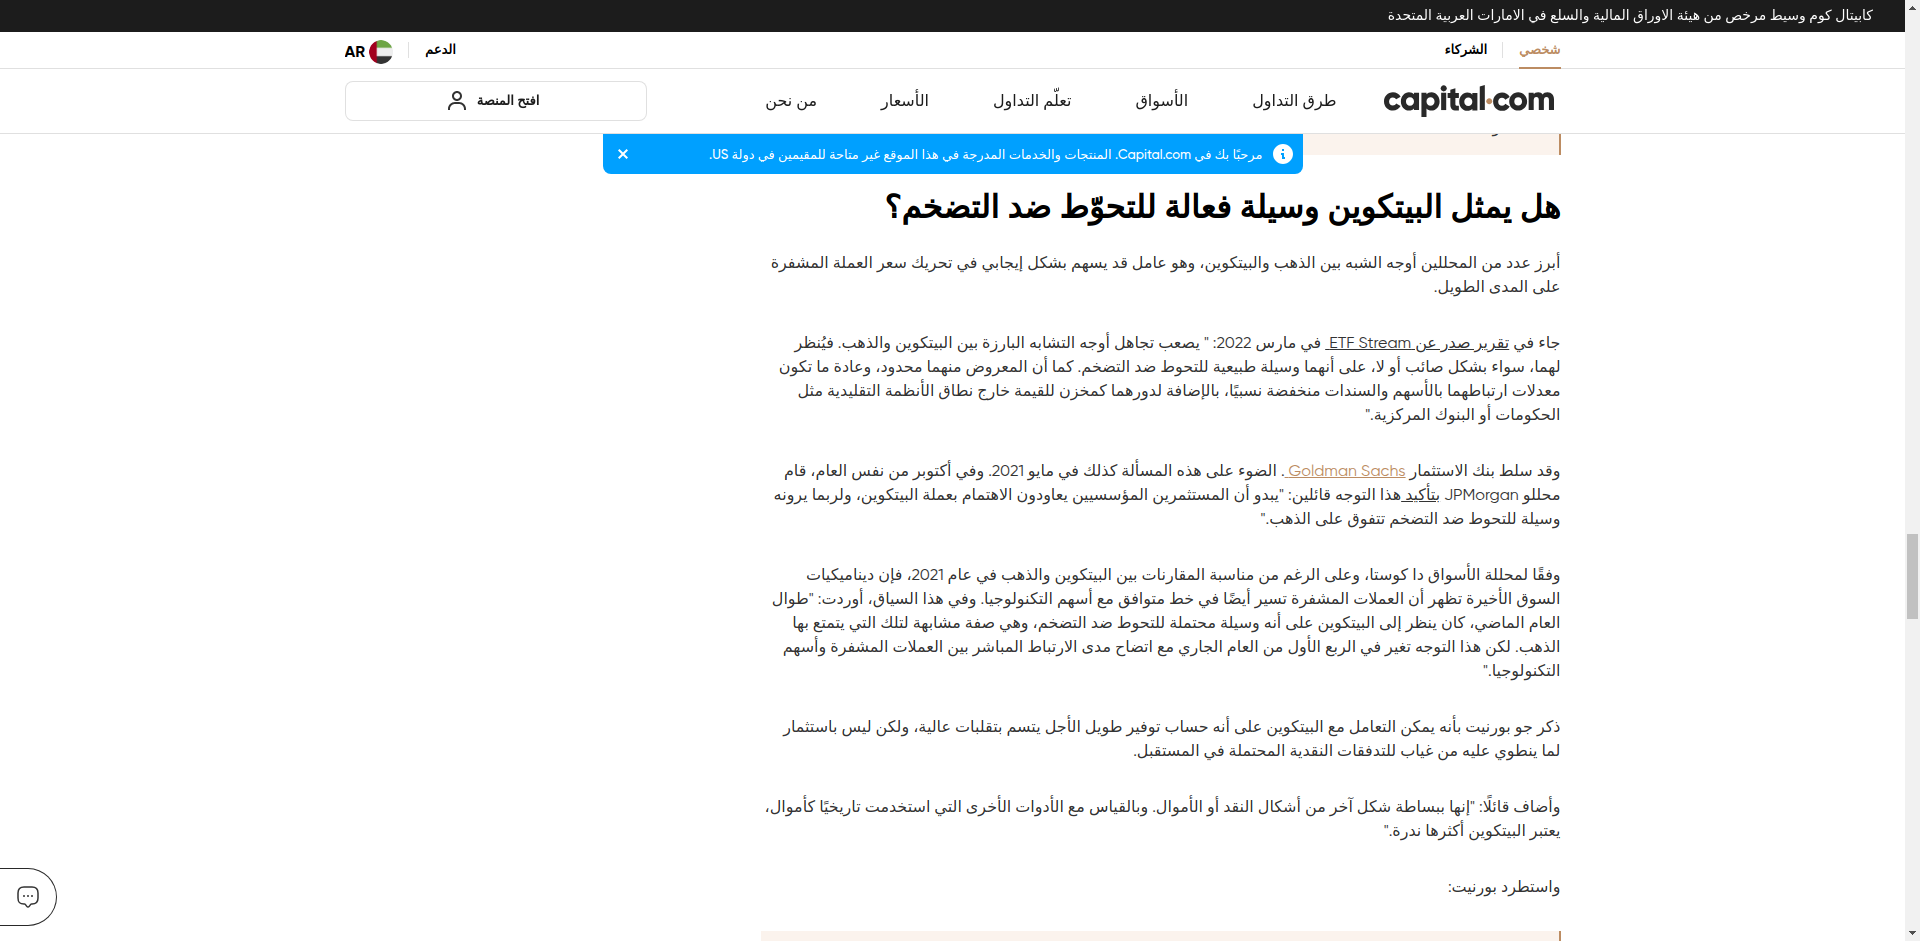 كابيتال كوم وسيط مرخص من هيئة الاوراق المالية والسلع في الامارات العربية المتحدة
شخصي
الشركاء
الدعم
AR
capital.com
طرق التداول
الأسواق
تعلّم التداول
الأسعار
من نحن
افتح المنصة
مرحبًا بك في Capital.com. المنتجات والخدمات المدرجة في هذا الموقع غير متاحة للمقيمين في دولة US.
هل يمثل البيتكوين وسيلة فعالة للتحوّط ضد التضخم؟
أبرز عدد من المحللين أوجه الشبه بين الذهب والبيتكوين، وهو عامل قد يسهم بشكل إيجابي في تحريك سعر العملة المشفرة
على المدى الطويل.
جاء في تقرير صدر عن ETF Stream في مارس 2022: " يصعب تجاهل أوجه التشابه البارزة بين البيتكوين والذهب. فيُنظر
لهما، سواء بشكل صائب أو لا، على أنهما وسيلة طبيعية للتحوط ضد التضخم. كما أن المعروض منهما محدود، وعادة ما تكون
معدلات ارتباطهما بالأسهم والسندات منخفضة نسبيًا، بالإضافة لدورهما كمخزن للقيمة خارج نطاق الأنظمة التقليدية مثل
الحكومات أو البنوك المركزية."
وقد سلط بنك الاستثمار Goldman Sachs . الضوء على هذه المسألة كذلك في مايو 2021. وفي أكتوبر من نفس العام، قام
محللو JPMorgan بتأكيد هذا التوجه قائلين: "يبدو أن المستثمرين المؤسسيين يعاودون الاهتمام بعملة البيتكوين، ولربما يرونه
وسيلة للتحوط ضد التضخم تتفوق على الذهب."
وفقًا لمحللة الأسواق دا كوستا، وعلى الرغم من مناسبة المقارنات بين البيتكوين والذهب في عام 2021، فإن ديناميكيات
السوق الأخيرة تظهر أن العملات المشفرة تسير أيضًا في خط متوافق مع أسهم التكنولوجيا. وفي هذا السياق، أوردت: "طوال
العام الماضي، كان ينظر إلى البيتكوين على أنه وسيلة محتملة للتحوط ضد التضخم، وهي صفة مشابهة لتلك التي يتمتع بها
الذهب. لكن هذا التوجه تغير في الربع الأول من العام الجاري مع اتضاح مدى الارتباط المباشر بين العملات المشفرة وأسهم
التكنولوجيا."
ذكر جو بورنيت بأنه يمكن التعامل مع البيتكوين على أنه حساب توفير طويل الأجل يتسم بتقلبات عالية، ولكن ليس باستثمار
لما ينطوي عليه من غياب للتدفقات النقدية المحتملة في المستقبل.
وأضاف قائلًا: "إنها ببساطة شكل آخر من أشكال النقد أو الأموال. وبالقياس مع الأدوات الأخرى التي استخدمت تاريخيًا كأموال،
يعتبر البيتكوين أكثرها ندرة."
واستطرد بورنيت: